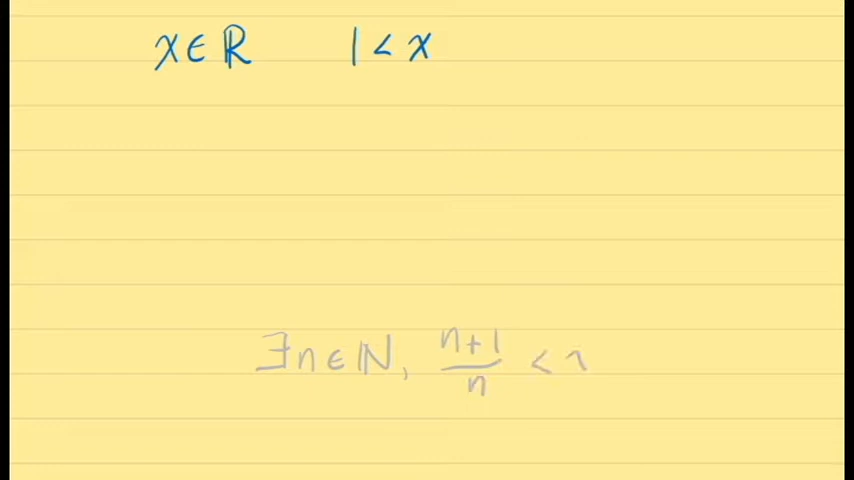 x ∈ ℝ 1 < x
∃n ∈ ℕ, n+1/n <